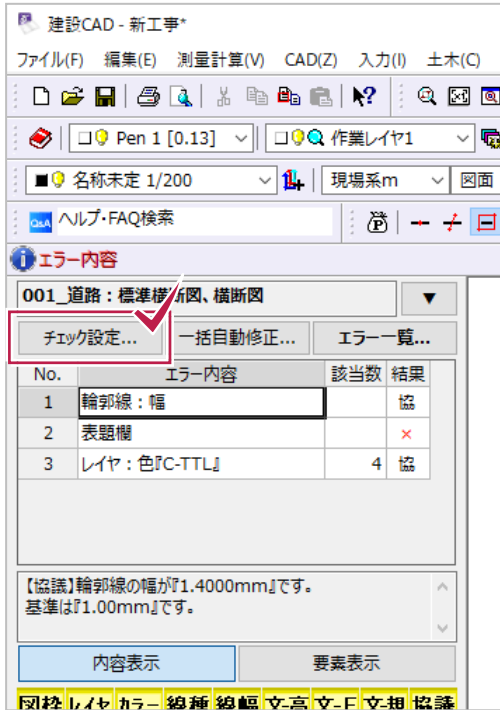 建設CAD - 新工事*
ファイル(F) 編集(E) 測量計算(V) CAD(Z) 入力(I) 土木(C)
Pen 1 [0.13] 作業レイヤ1
名称未定 1/200 現場系m 図面
Q&A ヘルプ・FAQ検索
エラー内容
001_道路：標準横断図、横断図 ▼
チェック設定... 一括自動修正... エラー一覧...
No. エラー内容 該当数 結果
1 輪郭線：幅 協
2 表題欄 ×
3 レイヤ：色『C-TTL』 4 協
【協議】輪郭線の幅が『1.4000mm』です。
基準は『1.00mm』です。
内容表示 要素表示
図枠 レイヤ カラー 線種 線幅 文-高 文-F 文-規 協議